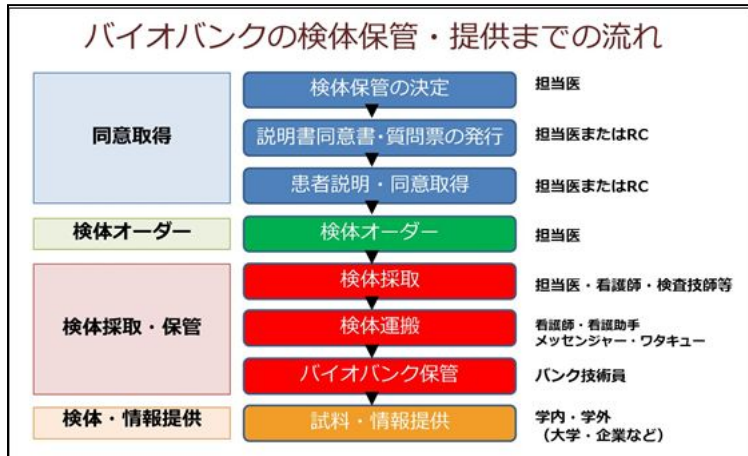 バイオバンクの検体保管・提供までの流れ
同意取得
検体保管の決定
担当医
説明書同意書・質問票の発行
担当医またはRC
患者説明・同意取得
担当医またはRC
検体オーダー
検体オーダー
担当医
検体採取・保管
検体採取
担当医・看護師・検査技師等
検体運搬
看護師・看護助手
メッセンジャー・ワタキュー
バイオバンク保管
バンク技術員
検体・情報提供
試料・情報提供
学内・学外
（大学・企業など）